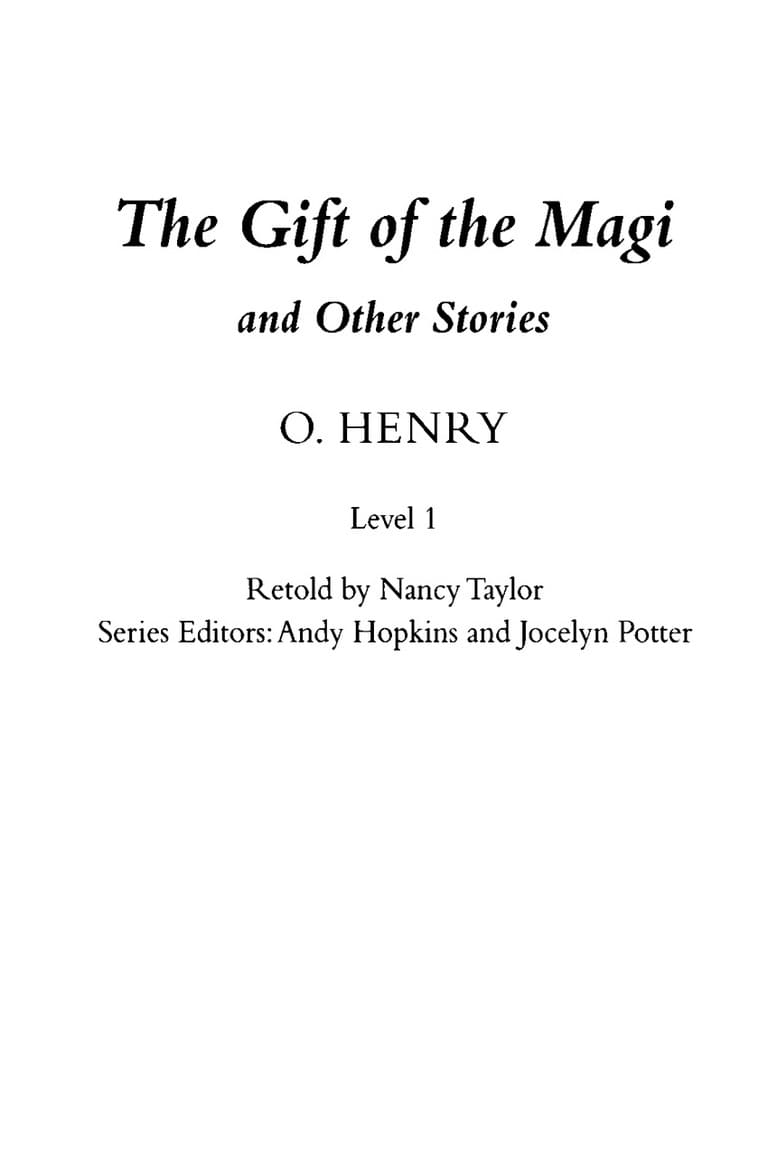 The Gift of the Magi
and Other Stories
O. HENRY
Level 1
Retold by Nancy Taylor
Series Editors: Andy Hopkins and Jocelyn Potter